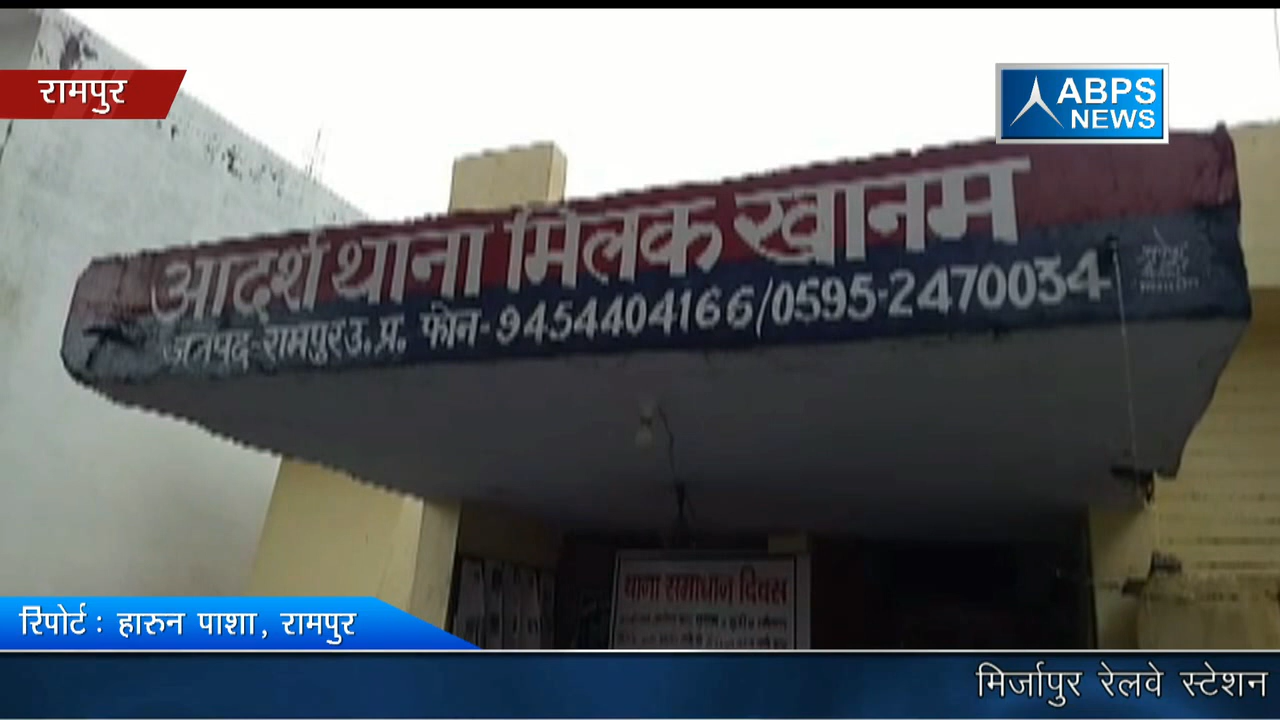 रामपुर
ABPS
NEWS
आदर्श थाना मिलक खानम
जनपद-रामपुर उ.प्र. फोन-9454404166/0595-2470034
थाना समाधान दिवस
रिपोर्ट : हारुन पाशा, रामपुर
मिर्जापुर रेलवे स्टेशन